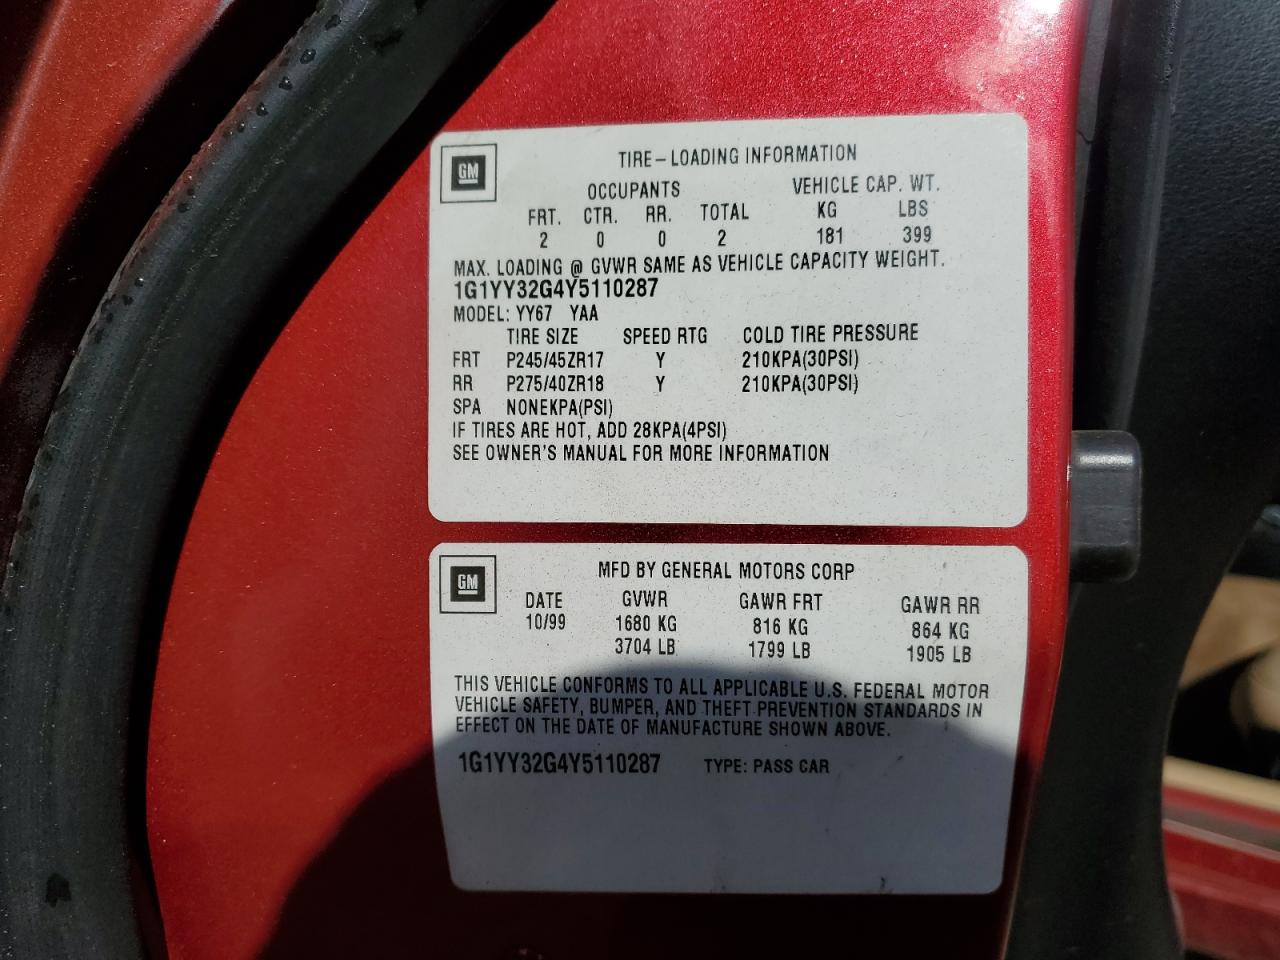 GM
TIRE-LOADING INFORMATION
OCCUPANTS VEHICLE CAP. WT.
FRT. CTR. RR. TOTAL KG LBS
2 0 0 2 181 399
MAX. LOADING @ GVWR SAME AS VEHICLE CAPACITY WEIGHT.
1G1YY32G4Y5110287
MODEL: YY67 YAA
TIRE SIZE SPEED RTG COLD TIRE PRESSURE
FRT P245/45ZR17 Y 210KPA(30PSI)
RR P275/40ZR18 Y 210KPA(30PSI)
SPA NONEKPA(PSI)
IF TIRES ARE HOT, ADD 28KPA(4PSI)
SEE OWNER'S MANUAL FOR MORE INFORMATION
GM
MFD BY GENERAL MOTORS CORP
DATE GVWR GAWR FRT GAWR RR
10/99 1680 KG 816 KG 864 KG
3704 LB 1799 LB 1905 LB
THIS VEHICLE CONFORMS TO ALL APPLICABLE U.S. FEDERAL MOTOR
VEHICLE SAFETY, BUMPER, AND THEFT PREVENTION STANDARDS IN
EFFECT ON THE DATE OF MANUFACTURE SHOWN ABOVE.
1G1YY32G4Y5110287 TYPE: PASS CAR